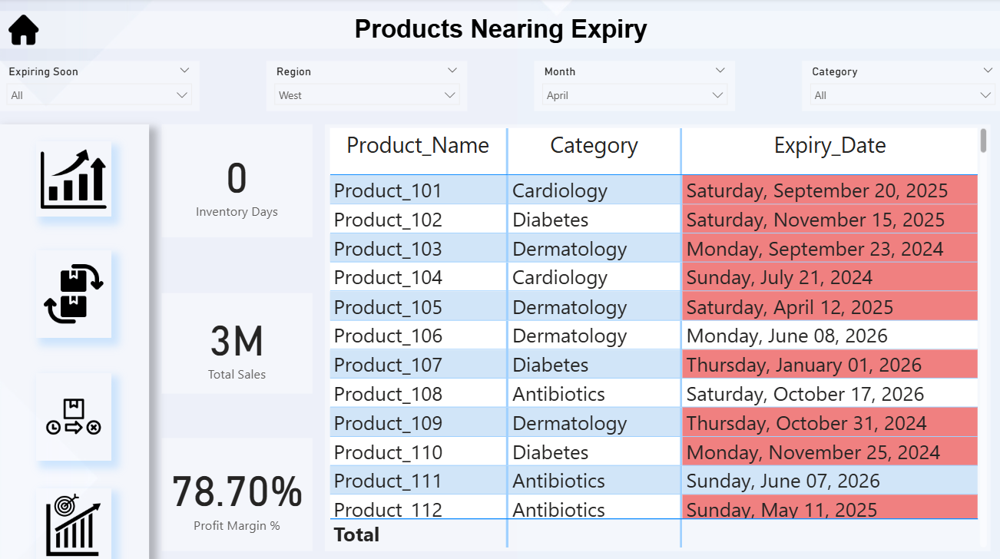 Products Nearing Expiry
Expiring Soon
All
Region
West
Month
April
Category
All
0
Inventory Days
3M
Total Sales
78.70%
Profit Margin %
Product_Name Category Expiry_Date
Product_101 Cardiology Saturday, September 20, 2025
Product_102 Diabetes Saturday, November 15, 2025
Product_103 Dermatology Monday, September 23, 2024
Product_104 Cardiology Sunday, July 21, 2024
Product_105 Dermatology Saturday, April 12, 2025
Product_106 Dermatology Monday, June 08, 2026
Product_107 Diabetes Thursday, January 01, 2026
Product_108 Antibiotics Saturday, October 17, 2026
Product_109 Dermatology Thursday, October 31, 2024
Product_110 Diabetes Monday, November 25, 2024
Product_111 Antibiotics Sunday, June 07, 2026
Product_112 Antibiotics Sunday, May 11, 2025
Total